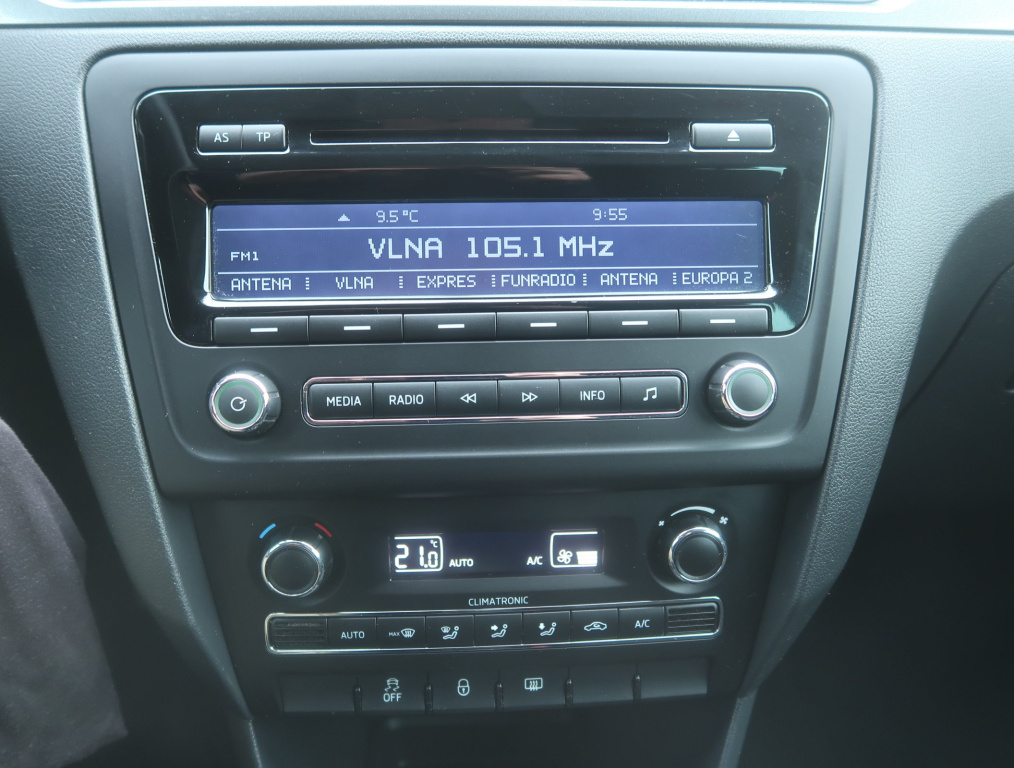 AS TP
9.5 °C 9:55
FM1 VLNA 105.1 MHz
ANTENA VLNA EXPRES FUNRADIO ANTENA EUROPA 2
MEDIA RADIO INFO
21.0 °C AUTO A/C
CLIMATRONIC
AUTO MAX A/C
OFF